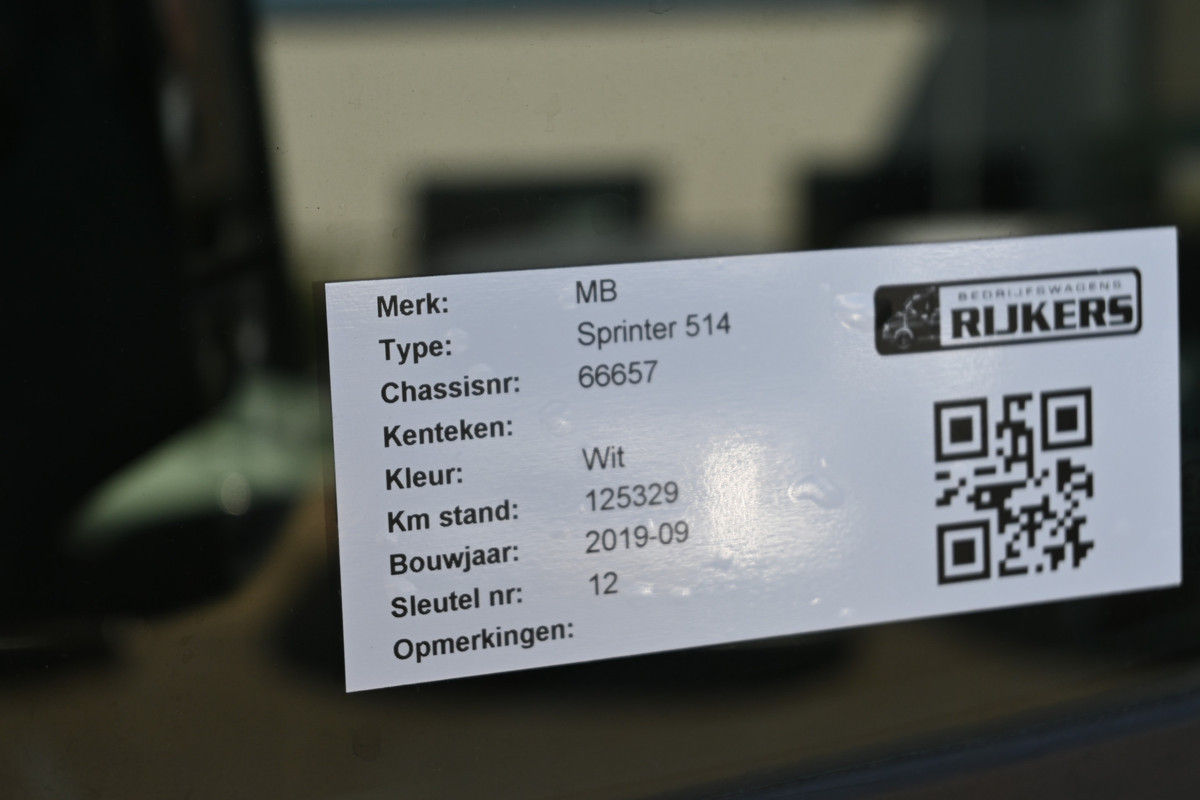 Merk: MB
Type: Sprinter 514
Chassisnr: 66657
Kenteken:
Kleur: Wit
Km stand: 125329
Bouwjaar: 2019-09
Sleutel nr: 12
Opmerkingen:
BEDRIJFSWAGENS
RIJKERS